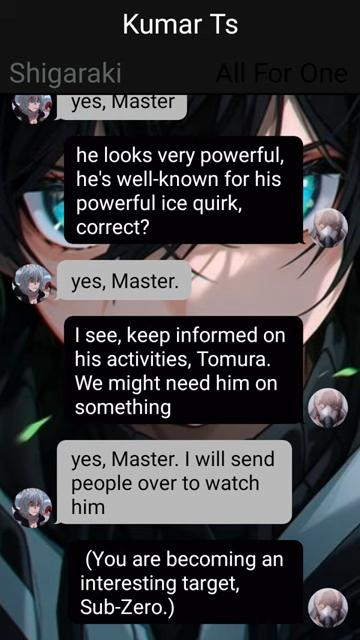 Kumar Ts
Shigaraki
All For One
yes, Master
he looks very powerful,
he's well-known for his
powerful ice quirk,
correct?
yes, Master.
I see, keep informed on
his activities, Tomura.
We might need him on
something
yes, Master. I will send
people over to watch
him
(You are becoming an
interesting target,
Sub-Zero.)